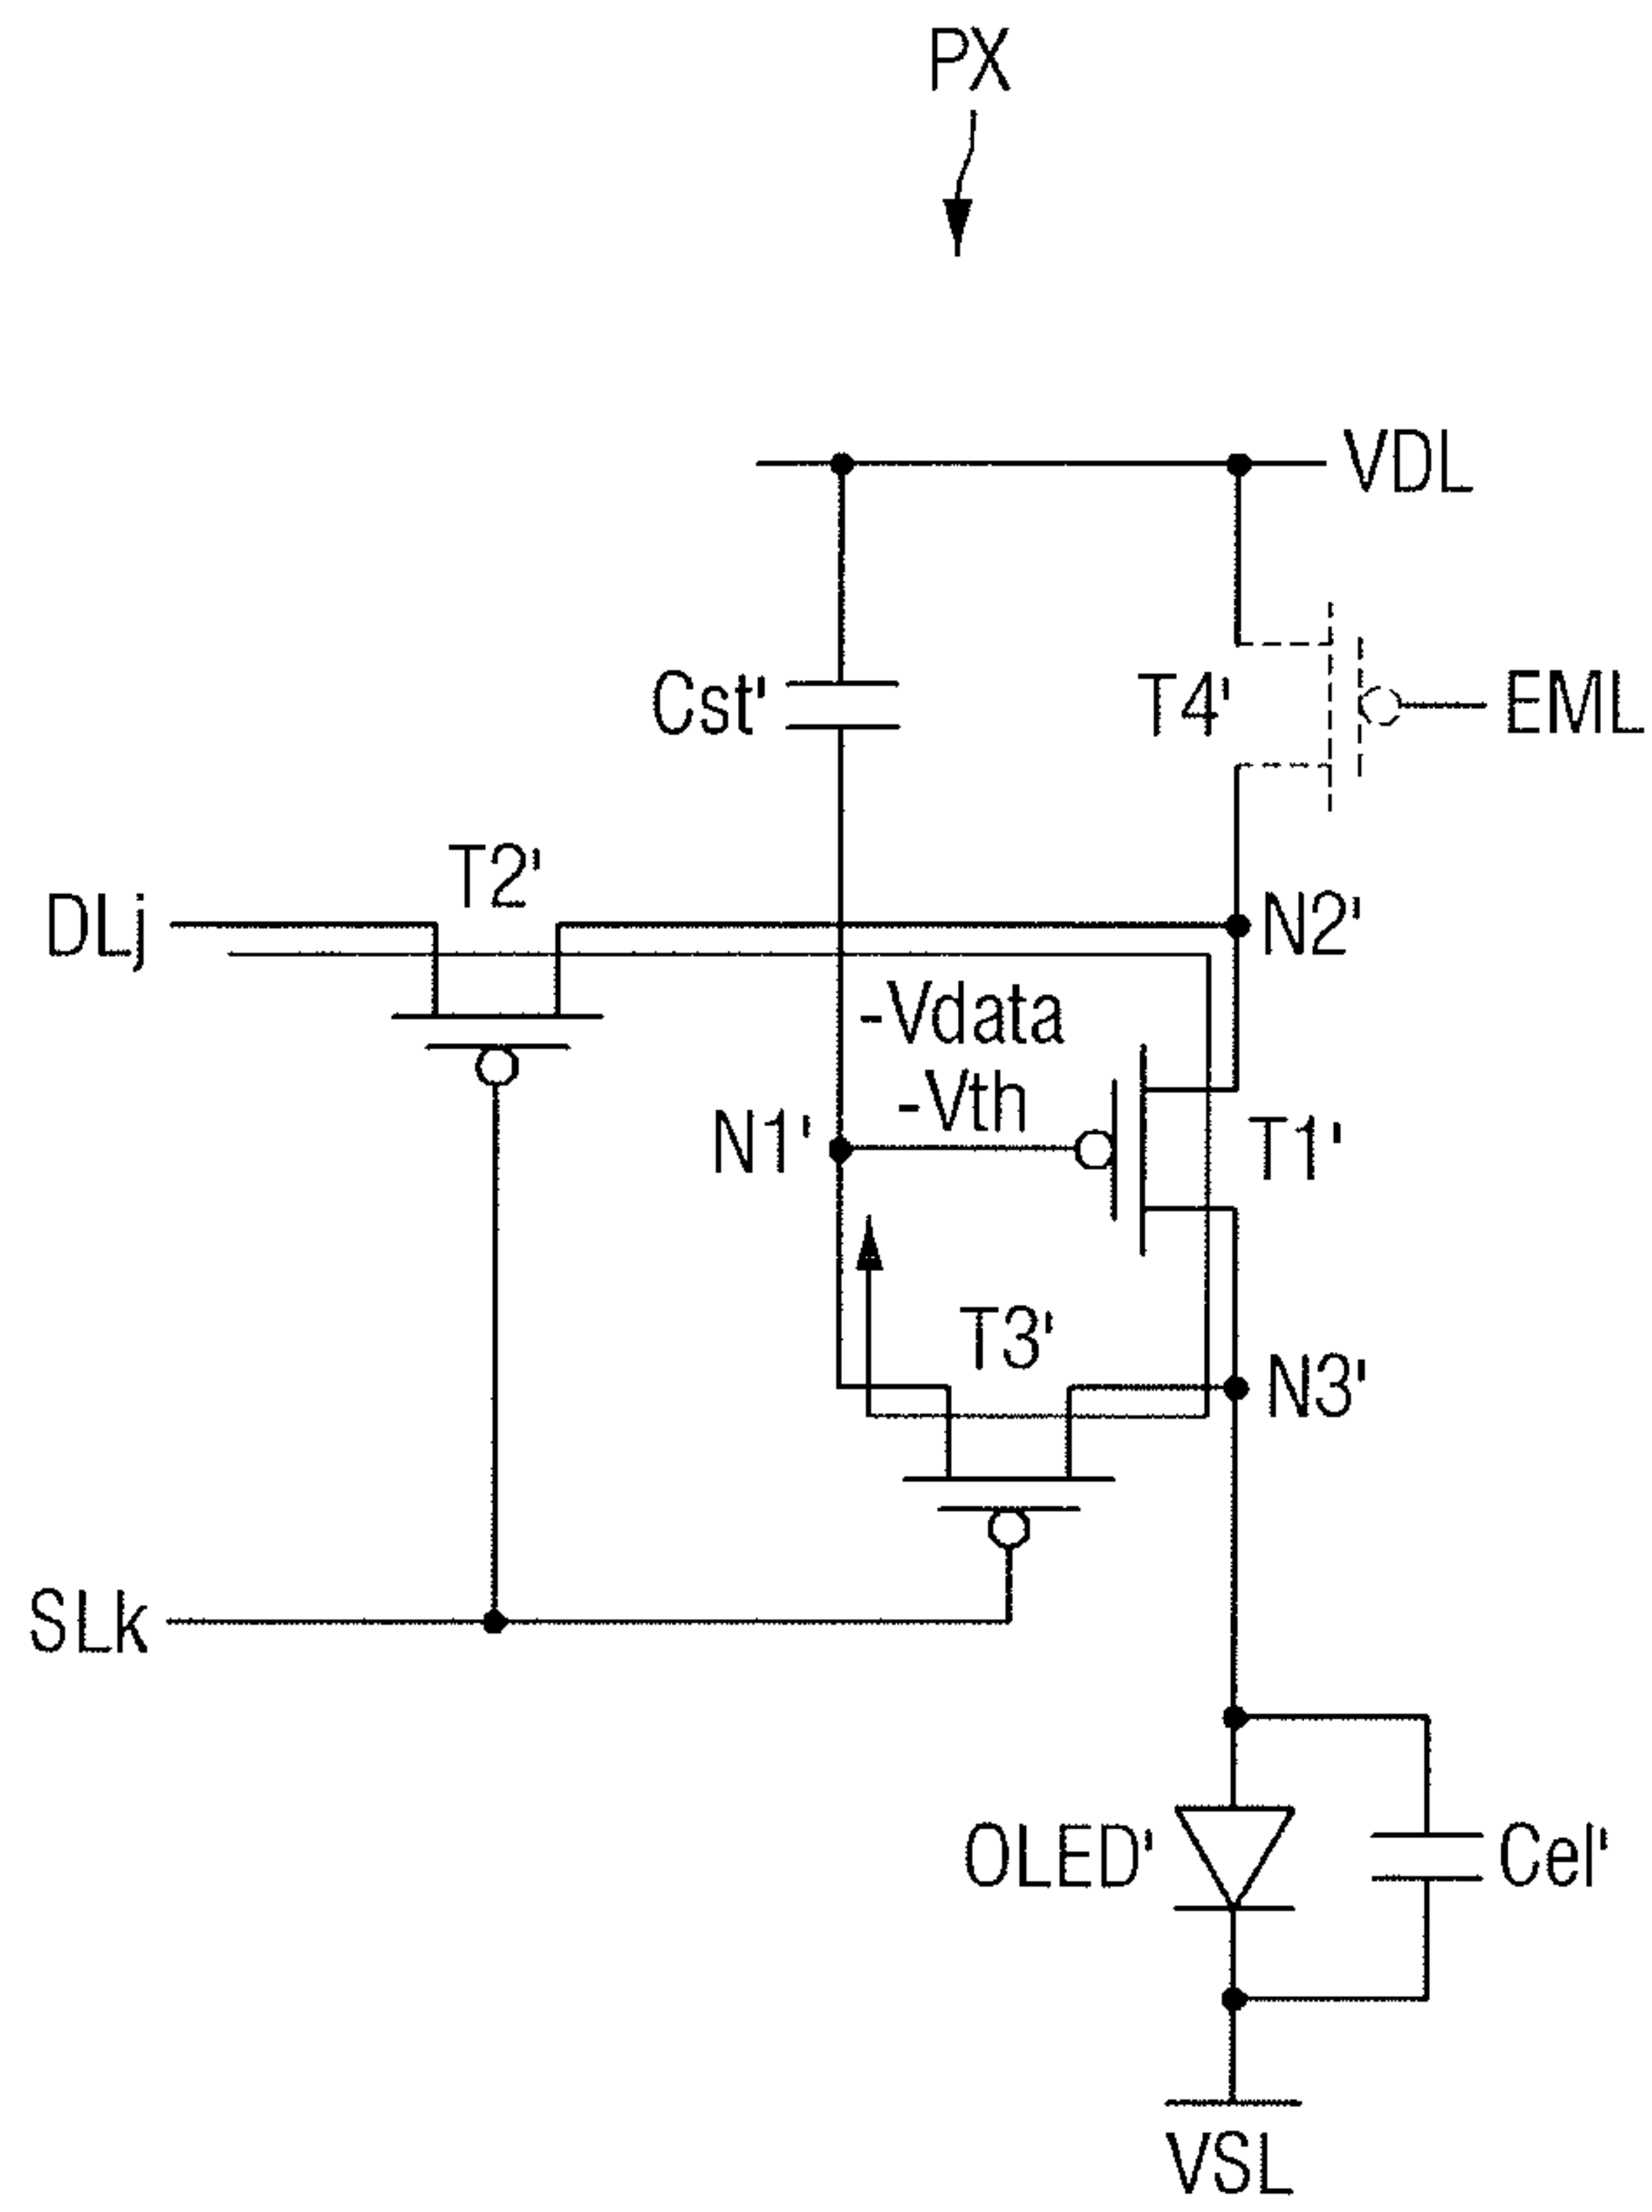 PX
VDL
Cst'
T4'
EML
T2'
DLj
N2'
-Vdata
-Vth
N1'
T1'
T3'
N3'
SLk
OLED'
Cel'
VSL